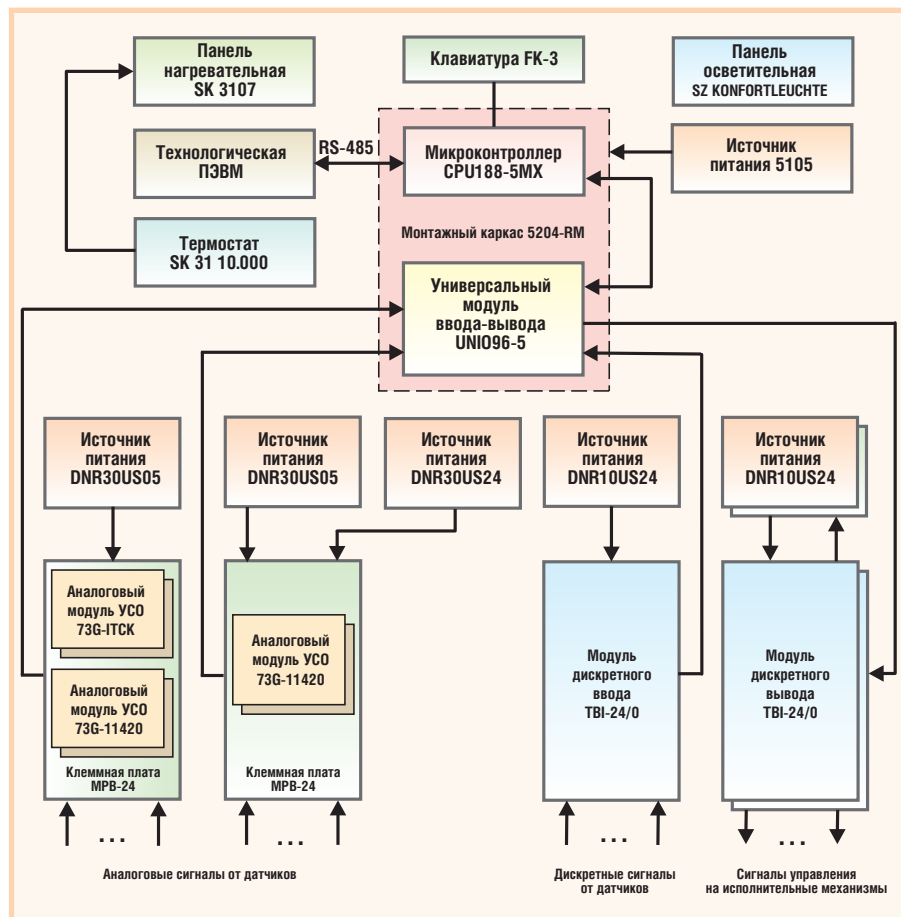 Панель
нагревательная
SK 3107
Клавиатура FK-3
Панель
осветительная
SZ KONFORTLEUCHTE
Технологическая
ПЭВМ
RS-485
Микроконтроллер
CPU188-5MX
Источник
питания 5105
Монтажный каркас 5204-RM
Термостат
SK 31 10.000
Универсальный
модуль
ввода-вывода
UNIO96-5
Источник
питания
DNR30US05
Источник
питания
DNR30US05
Источник
питания
DNR30US24
Источник
питания
DNR10US24
Источник
питания
DNR10US24
Аналоговый
модуль УСО
73G-ITCK
Аналоговый
модуль УСО
73G-11420
Клеммная плата
MPB-24
Аналоговый
модуль УСО
73G-11420
Клеммная плата
MPB-24
Модуль
дискретного
ввода
TBI-24/0
Модуль
дискретного
вывода
TBI-24/0
...
...
...
...
Аналоговые сигналы от датчиков
Дискретные сигналы
от датчиков
Сигналы управления
на исполнительные механизмы